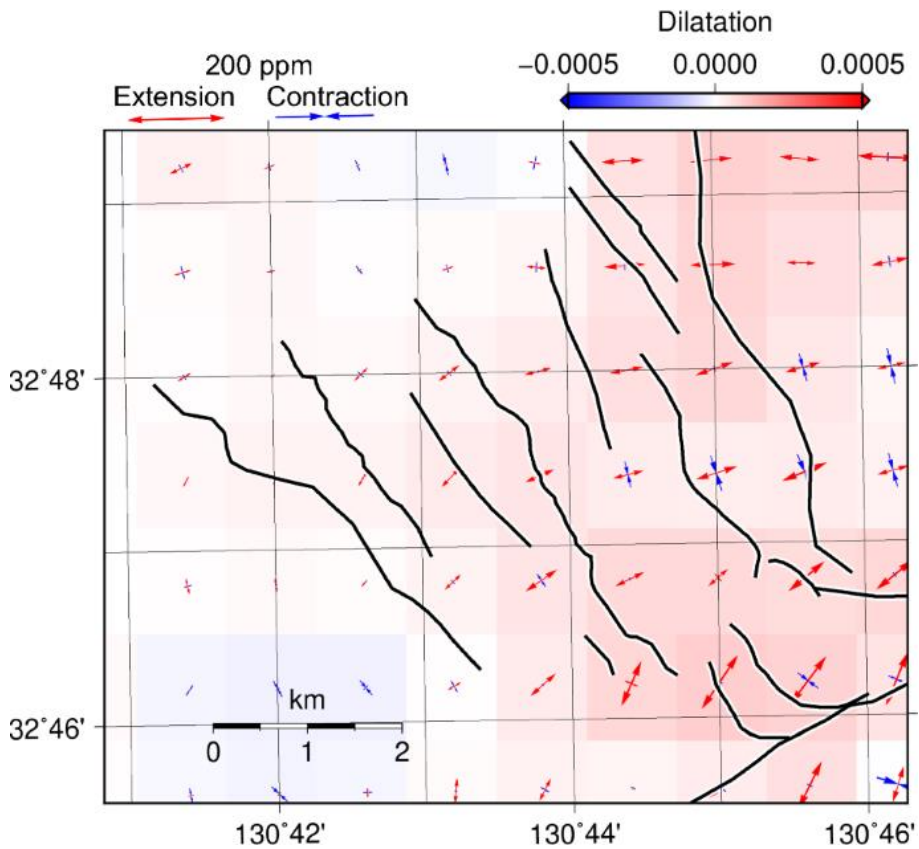 Dilatation
200 ppm
−0.0005 0.0000 0.0005
Extension Contraction
32˚48'
32˚46'
km
0 1 2
130˚42' 130˚44' 130˚46'